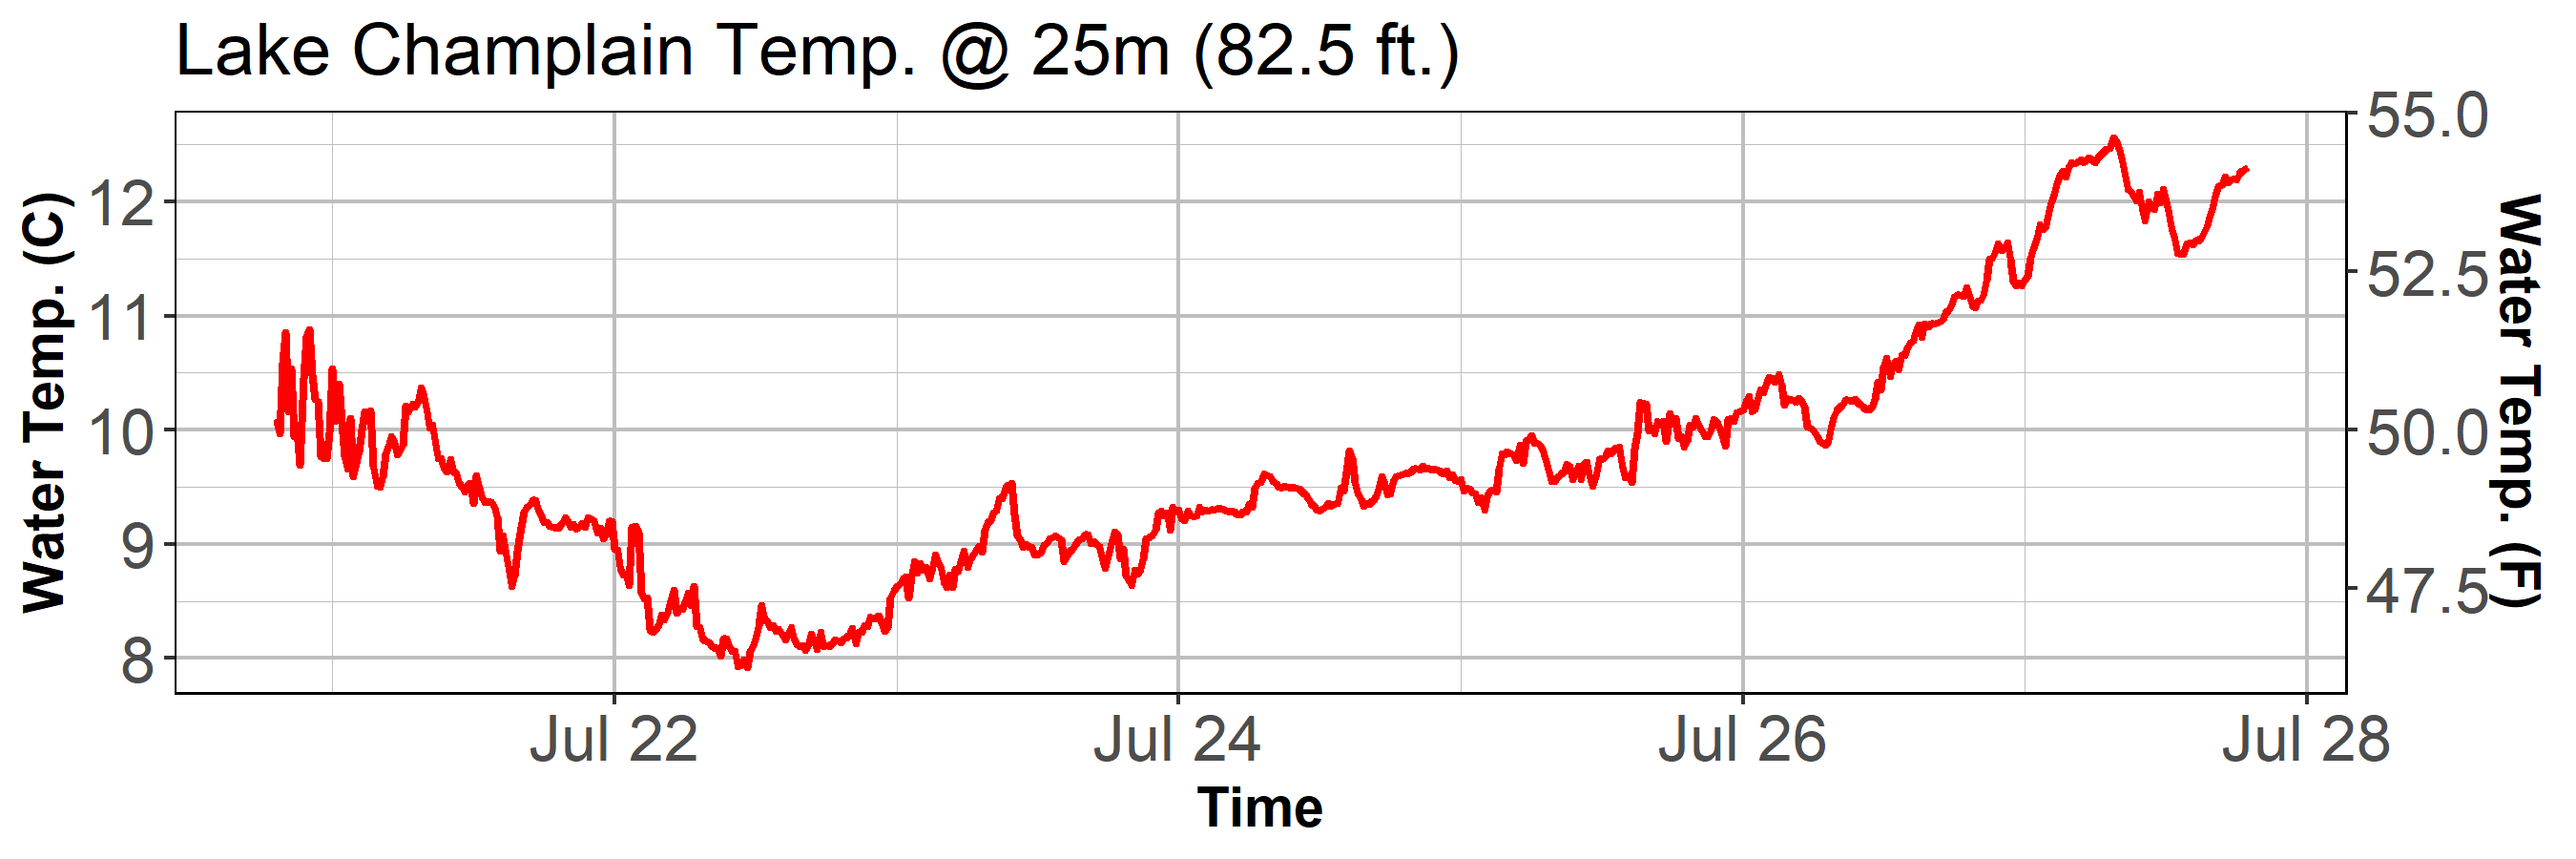 Lake Champlain Temp. @ 25m (82.5 ft.)
Water Temp. (C)
12
11
10
9
8
55.0
52.5
50.0
47.5
Water Temp. (F)
Jul 22 Jul 24 Jul 26 Jul 28
Time